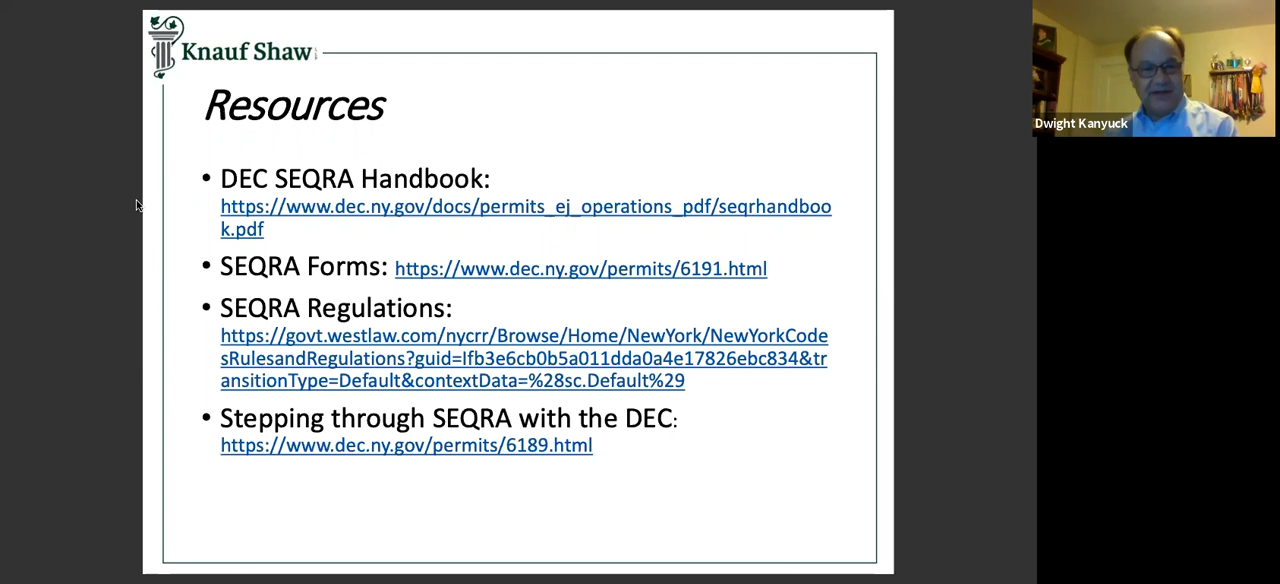 Knauf Shaw
Resources
• DEC SEQRA Handbook:
https://www.dec.ny.gov/docs/permits_ej_operations_pdf/seqrhandboo
k.pdf
• SEQRA Forms: https://www.dec.ny.gov/permits/6191.html
• SEQRA Regulations:
https://govt.westlaw.com/nycrr/Browse/Home/NewYork/NewYorkCode
sRulesandRegulations?guid=Ifb3e6cb0b5a011dda0a4e17826ebc834&tr
ansitionType=Default&contextData=%28sc.Default%29
• Stepping through SEQRA with the DEC:
https://www.dec.ny.gov/permits/6189.html
Dwight Kanyuck